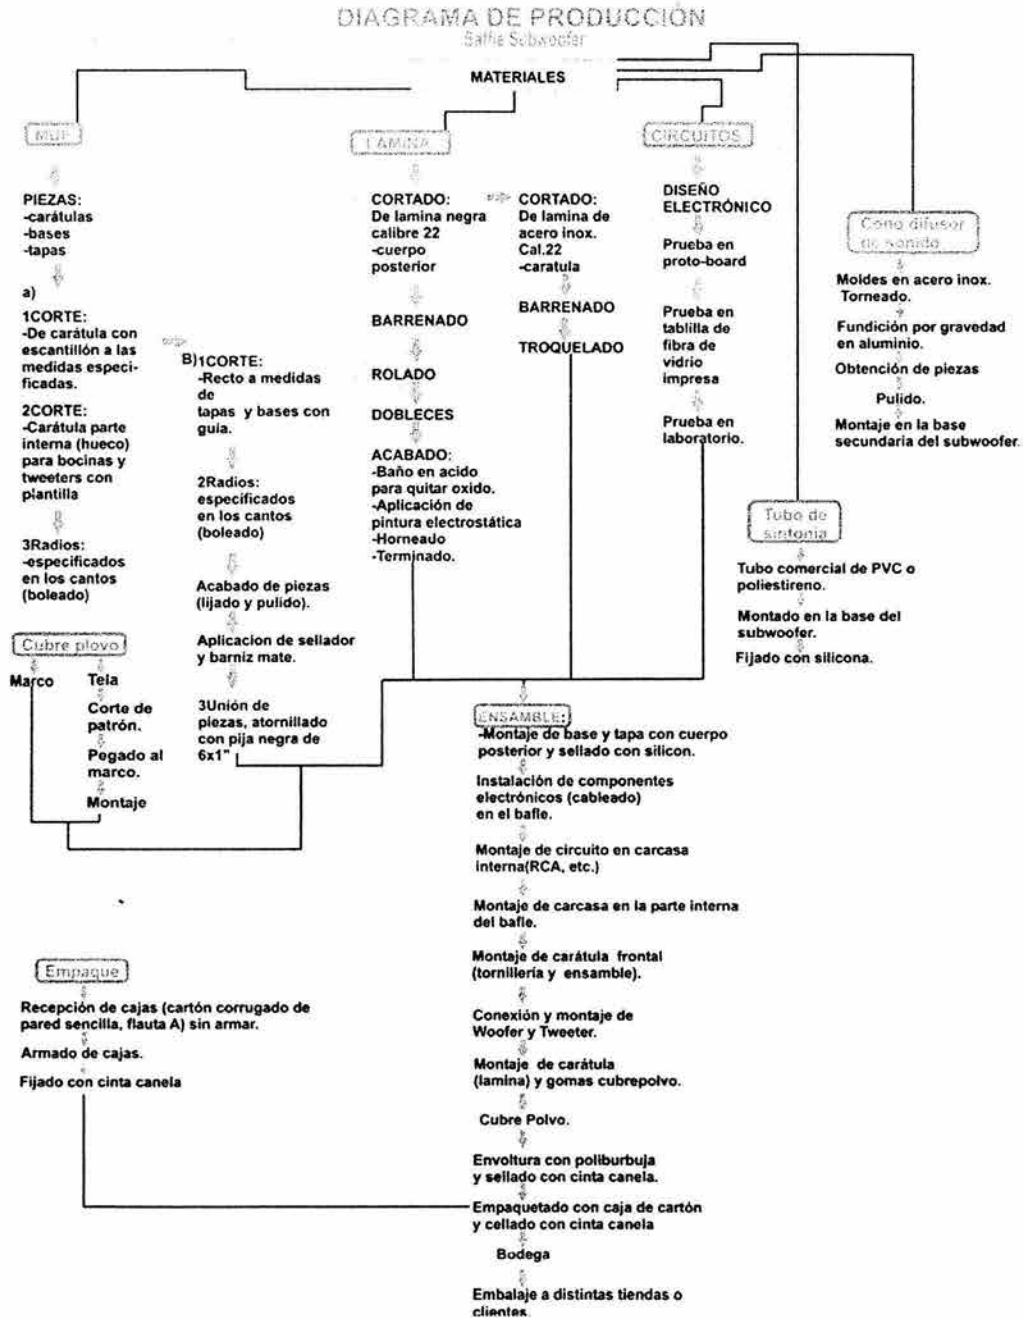 DIAGRAMA DE PRODUCCIÓN
Bafle Subwoofer
MATERIALES
MDF
PIEZAS:
-carátulas
-bases
-tapas
a)
1CORTE:
-De carátula con
escantillón a las
medidas especi-
ficadas.
2CORTE:
-Carátula parte
interna (hueco)
para bocinas y
tweeters con
plantilla
3Radios:
-especificados
en los cantos
(boleado)
B)1CORTE:
-Recto a medidas
de
tapas y bases con
guía.
2Radios:
especificados
en los cantos
(boleado)
Acabado de piezas
(lijado y pulido).
Aplicacion de sellador
y barniz mate.
3Unión de
piezas, atornillado
con pija negra de
6x1"
Cubre plovo
Marco
Tela
Corte de
patrón.
Pegado al
marco.
Montaje
LAMINA
CORTADO:
De lamina negra
calibre 22
-cuerpo
posterior
BARRENADO
ROLADO
DOBLECES
ACABADO:
-Baño en acido
para quitar oxido.
-Aplicación de
pintura electrostática
-Horneado
-Terminado.
CORTADO:
De lamina de
acero inox.
Cal.22
-caratula
BARRENADO
TROQUELADO
CIRCUITOS
DISEÑO
ELECTRÓNICO
Prueba en
proto-board
Prueba en
tablilla de
fibra de
vidrio
impresa
Prueba en
laboratorio.
Cono difusor
de sonido
Moldes en acero inox.
Torneado.
Fundición por gravedad
en aluminio.
Obtención de piezas
Pulido.
Montaje en la base
secundaria del subwoofer.
Tubo de
sintonia
Tubo comercial de PVC o
poliestireno.
Montado en la base del
subwoofer.
Fijado con silicona.
ENSAMBLE:
-Montaje de base y tapa con cuerpo
posterior y sellado con silicon.
Instalación de componentes
electrónicos (cableado)
en el bafle.
Montaje de circuito en carcasa
interna(RCA, etc.)
Montaje de carcasa en la parte interna
del bafle.
Montaje de carátula frontal
(tornillería y ensamble).
Conexión y montaje de
Woofer y Tweeter.
Montaje de carátula
(lamina) y gomas cubrepolvo.
Cubre Polvo.
Envoltura con poliburbuja
y sellado con cinta canela.
Empaquetado con caja de cartón
y cellado con cinta canela
Bodega
Embalaje a distintas tiendas o
clientes.
Empaque
Recepción de cajas (cartón corrugado de
pared sencilla, flauta A) sin armar.
Armado de cajas.
Fijado con cinta canela